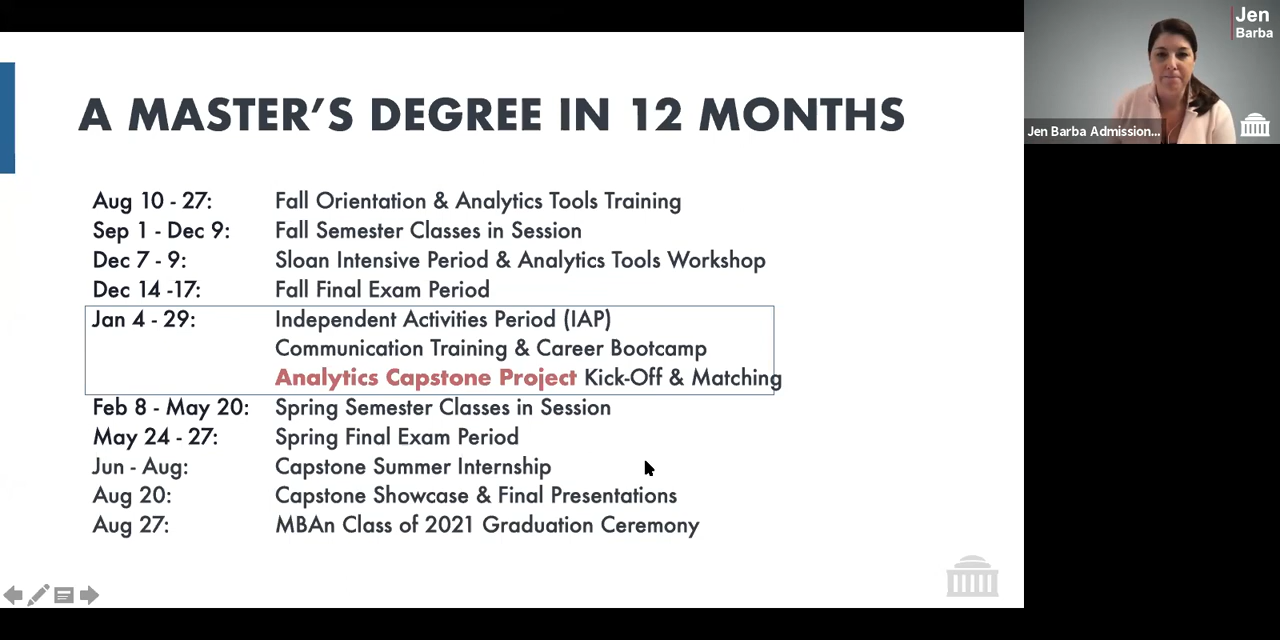 A MASTER'S DEGREE IN 12 MONTHS
Aug 10 - 27: Fall Orientation & Analytics Tools Training
Sep 1 - Dec 9: Fall Semester Classes in Session
Dec 7 - 9: Sloan Intensive Period & Analytics Tools Workshop
Dec 14 -17: Fall Final Exam Period
Jan 4 - 29: Independent Activities Period (IAP)
Communication Training & Career Bootcamp
Analytics Capstone Project Kick-Off & Matching
Feb 8 - May 20: Spring Semester Classes in Session
May 24 - 27: Spring Final Exam Period
Jun - Aug: Capstone Summer Internship
Aug 20: Capstone Showcase & Final Presentations
Aug 27: MBAn Class of 2021 Graduation Ceremony
Jen
Barba
Jen Barba Admission...